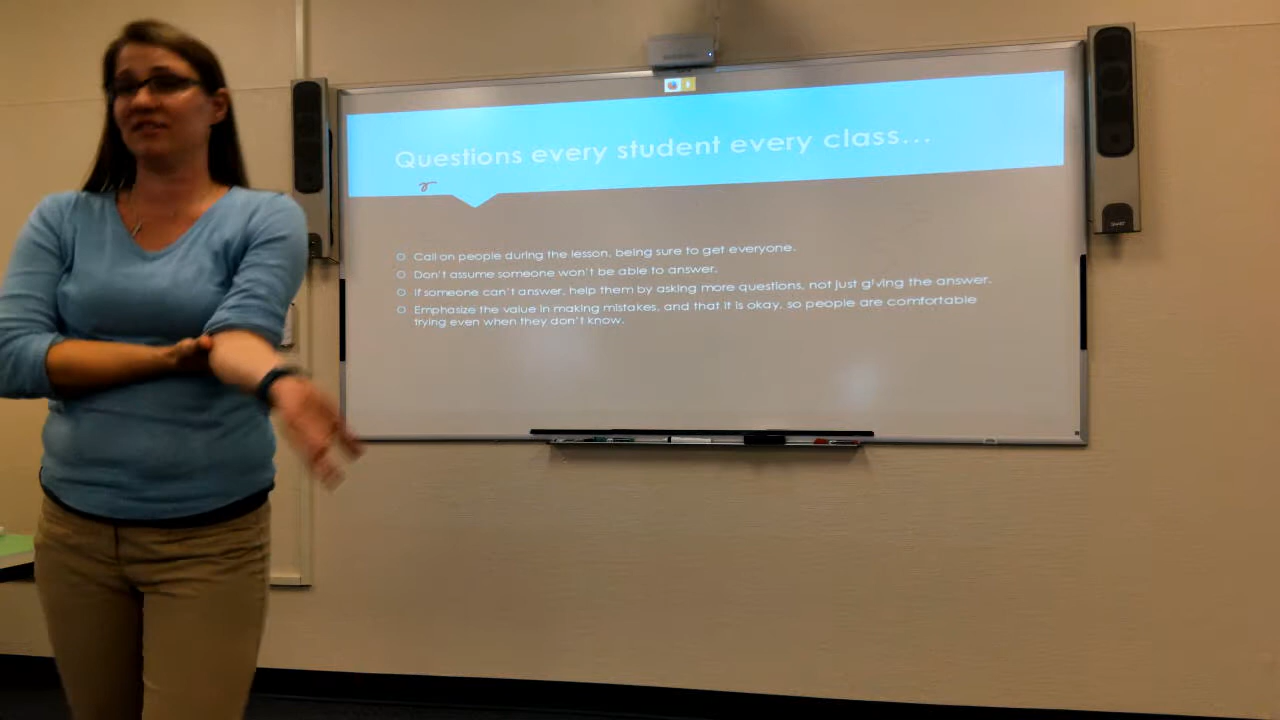 Questions every student every class...
Call on people during the lesson, being sure to get everyone.
Don't assume someone won't be able to answer.
If someone can't answer, help them by asking more questions, not just giving the answer.
Emphasize the value in making mistakes, and that it is okay, so people are comfortable
trying even when they don't know.